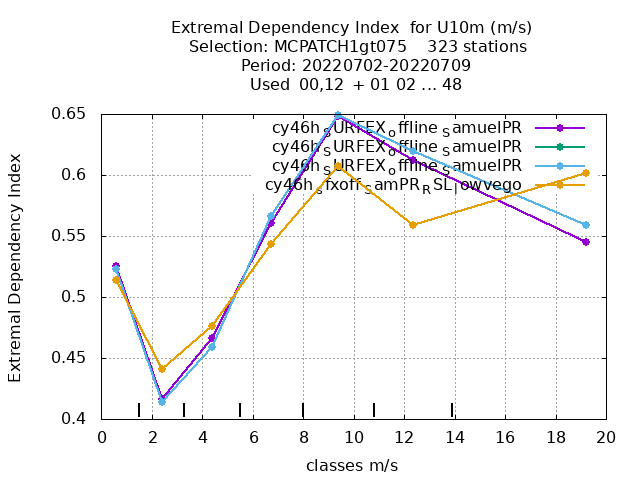 Extremal Dependency Index for U10m (m/s)
Selection: MCPATCH1gt075 323 stations
Period: 20220702-20220709
Used 00,12 + 01 02 ... 48
cy46h_SURFEX_offline_SamuelPR
cy46h_SURFEX_offline_SamuelPR
cy46h_SURFEX_offline_SamuelPR
cy46h_sfxoff_SamPR_RSL_lowvego
Extremal Dependency Index
0.65
0.6
0.55
0.5
0.45
0.4
0 2 4 6 8 10 12 14 16 18 20
classes m/s